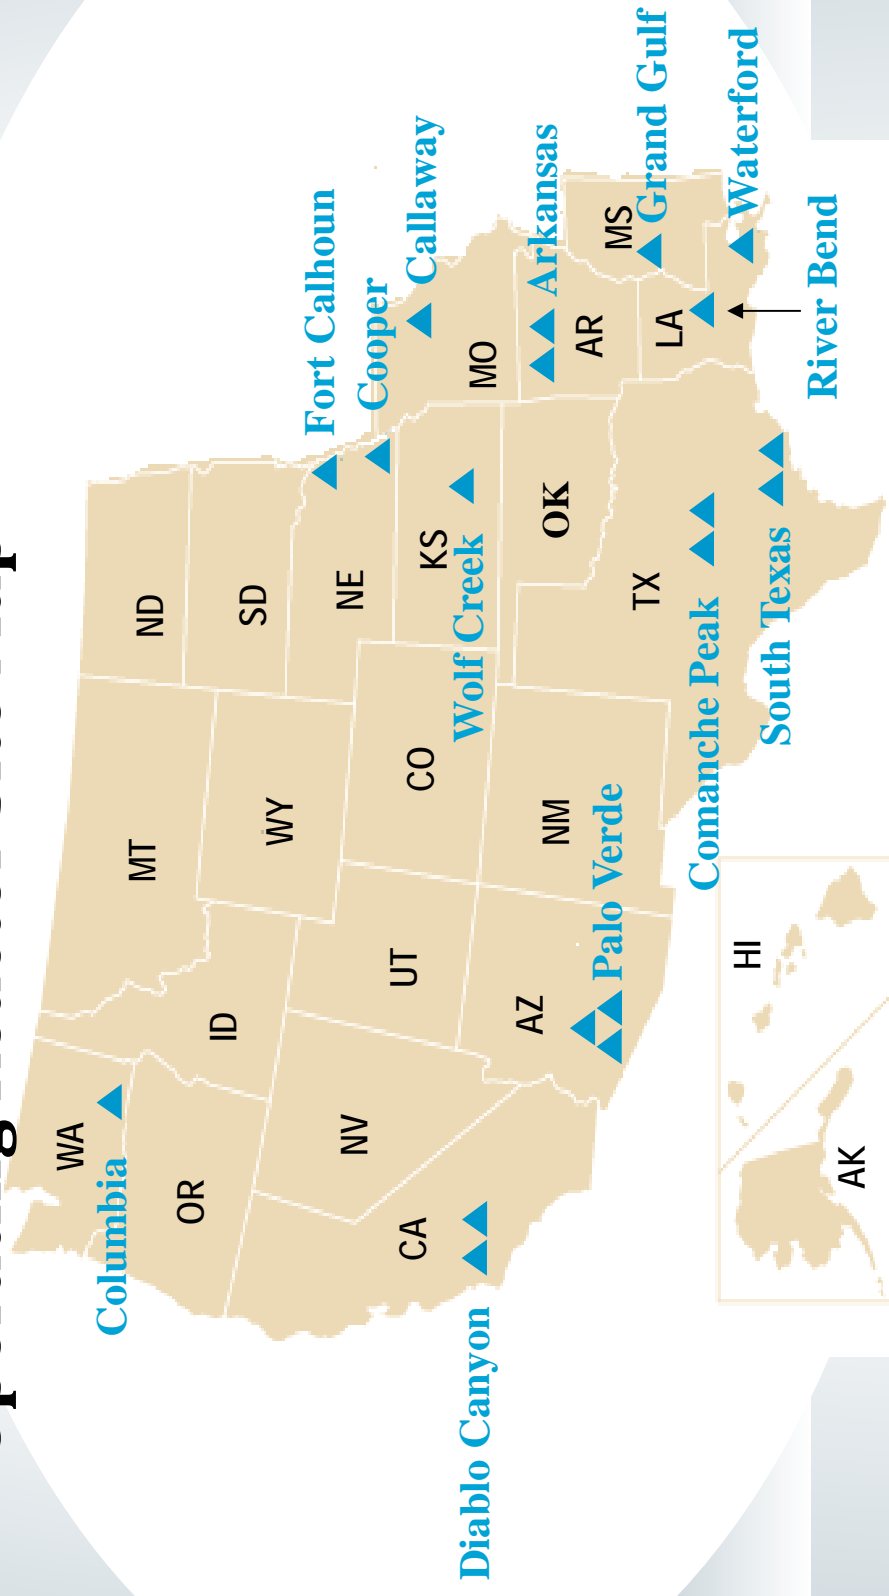 WA
Columbia
MT
ND
OR
ID
SD
WY
Fort Calhoun
NV
NE
Cooper
UT
CA
CO
Callaway
KS
Wolf Creek
Diablo Canyon
MO
AZ
Arkansas
NM
OK
AR
Palo Verde
MS
TX
Grand Gulf
LA
Comanche Peak
Waterford
HI
South Texas
River Bend
AK